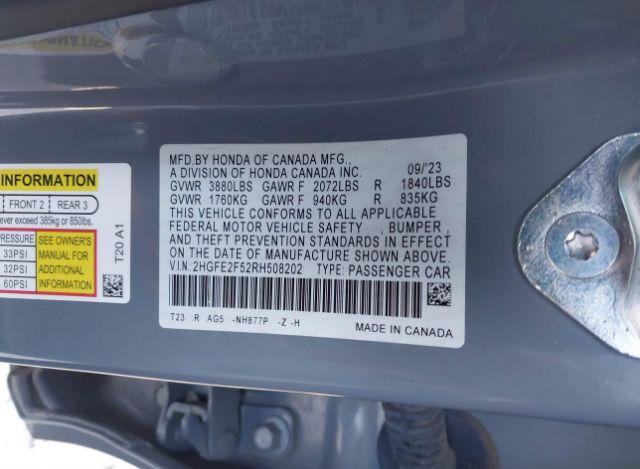 INFORMATION
FRONT 2 REAR 3
ever exceed 385kg or 850lbs.
PRESSURE
33PSI
32PSI
60PSI
SEE OWNER'S
MANUAL FOR
ADDITIONAL
INFORMATION
T20 A1
MFD.BY HONDA OF CANADA MFG.,
A DIVISION OF HONDA CANADA INC. 09/'23
GVWR 3880LBS GAWR F 2072LBS R 1840LBS
GVWR 1760KG GAWR F 940KG R 835KG
THIS VEHICLE CONFORMS TO ALL APPLICABLE
FEDERAL MOTOR VEHICLE SAFETY , BUMPER ,
AND THEFT PREVENTION STANDARDS IN EFFECT
ON THE DATE OF MANUFACTURE SHOWN ABOVE.
V.I.N. 2HGFE2F52RH508202 TYPE: PASSENGER CAR
T23 R AG5 -NH877P -Z -H
MADE IN CANADA